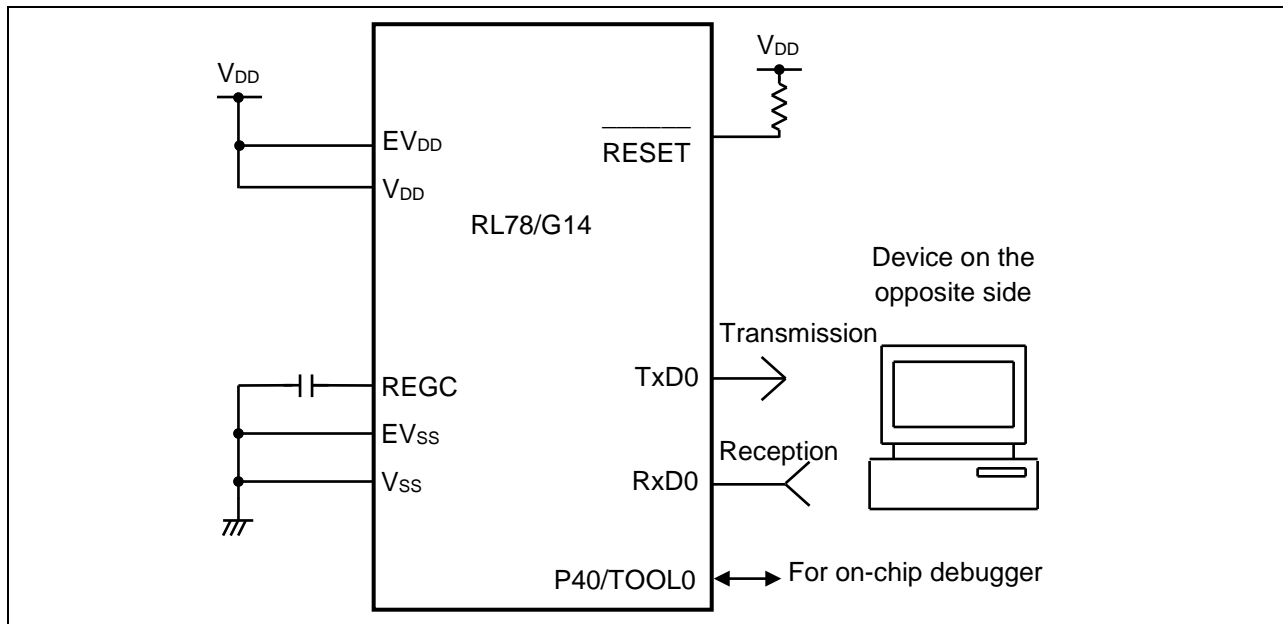 VDD
VDD
EVDD
RESET
VDD
RL78/G14
Device on the
opposite side
Transmission
REGC
TxD0
EVSS
Reception
VSS
RxD0
P40/TOOL0
For on-chip debugger